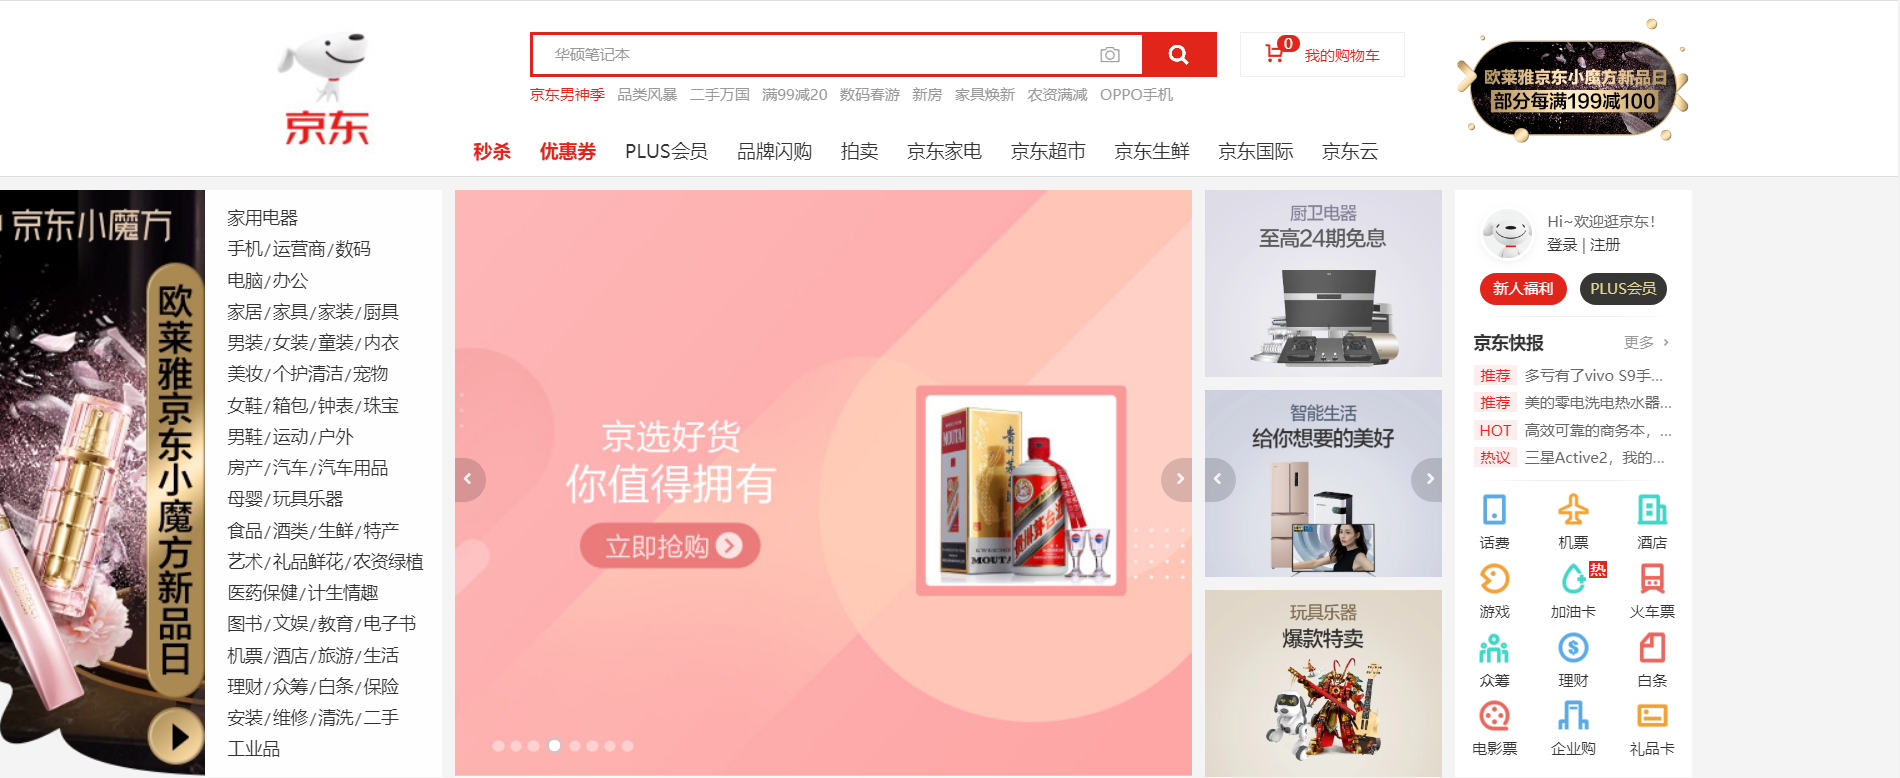 京东
华硕笔记本
0
我的购物车
京东男神季 品类风暴 二手万国 满99减20 数码春游 新房 家具焕新 农资满减 OPPO手机
秒杀 优惠券 PLUS会员 品牌闪购 拍卖 京东家电 京东超市 京东生鲜 京东国际 京东云
欧莱雅京东小魔方新品日
部分每满199减100
京东小魔方
欧莱雅京东小魔方新品日
家用电器
手机/运营商/数码
电脑/办公
家居/家具/家装/厨具
男装/女装/童装/内衣
美妆/个护清洁/宠物
女鞋/箱包/钟表/珠宝
男鞋/运动/户外
房产/汽车/汽车用品
母婴/玩具乐器
食品/酒类/生鲜/特产
艺术/礼品鲜花/农资绿植
医药保健/计生情趣
图书/文娱/教育/电子书
机票/酒店/旅游/生活
理财/众筹/白条/保险
安装/维修/清洗/二手
工业品
京选好货
你值得拥有
立即抢购
MOUTAI
贵州茅
MOUTA
厨卫电器
至高24期免息
智能生活
给你想要的美好
玩具乐器
爆款特卖
Hi~欢迎逛京东!
登录 | 注册
新人福利 PLUS会员
京东快报 更多
推荐 多亏有了vivo S9手...
推荐 美的零电洗电热水器...
HOT 高效可靠的商务本，...
热议 三星Active2，我的...
话费 机票 酒店
热
游戏 加油卡 火车票
众筹 理财 白条
电影票 企业购 礼品卡